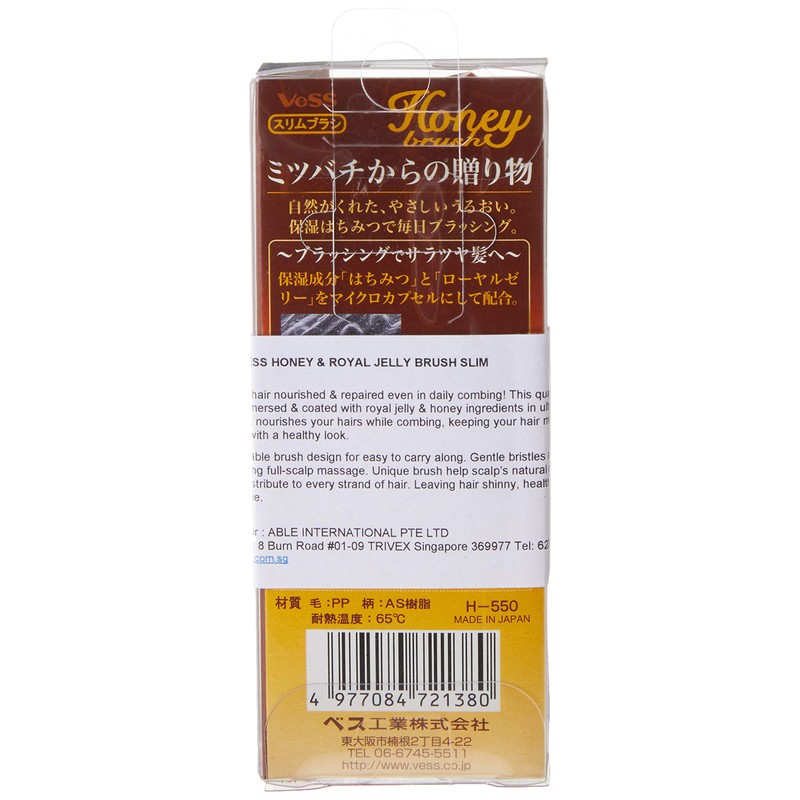 VeSS
スリムブラシ
Honey
brush
ミツバチからの贈り物
自然がくれた、やさしいうるおい。
保湿はちみつで毎日ブラッシング。
～ブラッシングでサラツヤ髪へ～
保湿成分「はちみつ」と「ローヤルゼ
リー」をマイクロカプセルにして配合。
ESS HONEY & ROYAL JELLY BRUSH SLIM
hair nourished & repaired even in daily combing! This qua
mersed & coated with royal jelly & honey ingredients in ult
nourishes your hairs while combing, keeping your hair m
with a healthy look.
able brush design for easy to carry along. Gentle bristles
ng full-scalp massage. Unique brush help scalp's natural
stribute to every strand of hair. Leaving hair shinny, health
e.
or : ABLE INTERNATIONAL PTE LTD
: 8 Burn Road #01-09 TRIVEX Singapore 369977 Tel: 62
.com.sg
材質 毛:PP 柄:AS樹脂
耐熱温度:65℃
H-550
MADE IN JAPAN
4 977084 721380
ベス工業株式会社
東大阪市楠根2丁目4-22
TEL 06-6745-5511
http://www.vess.co.jp